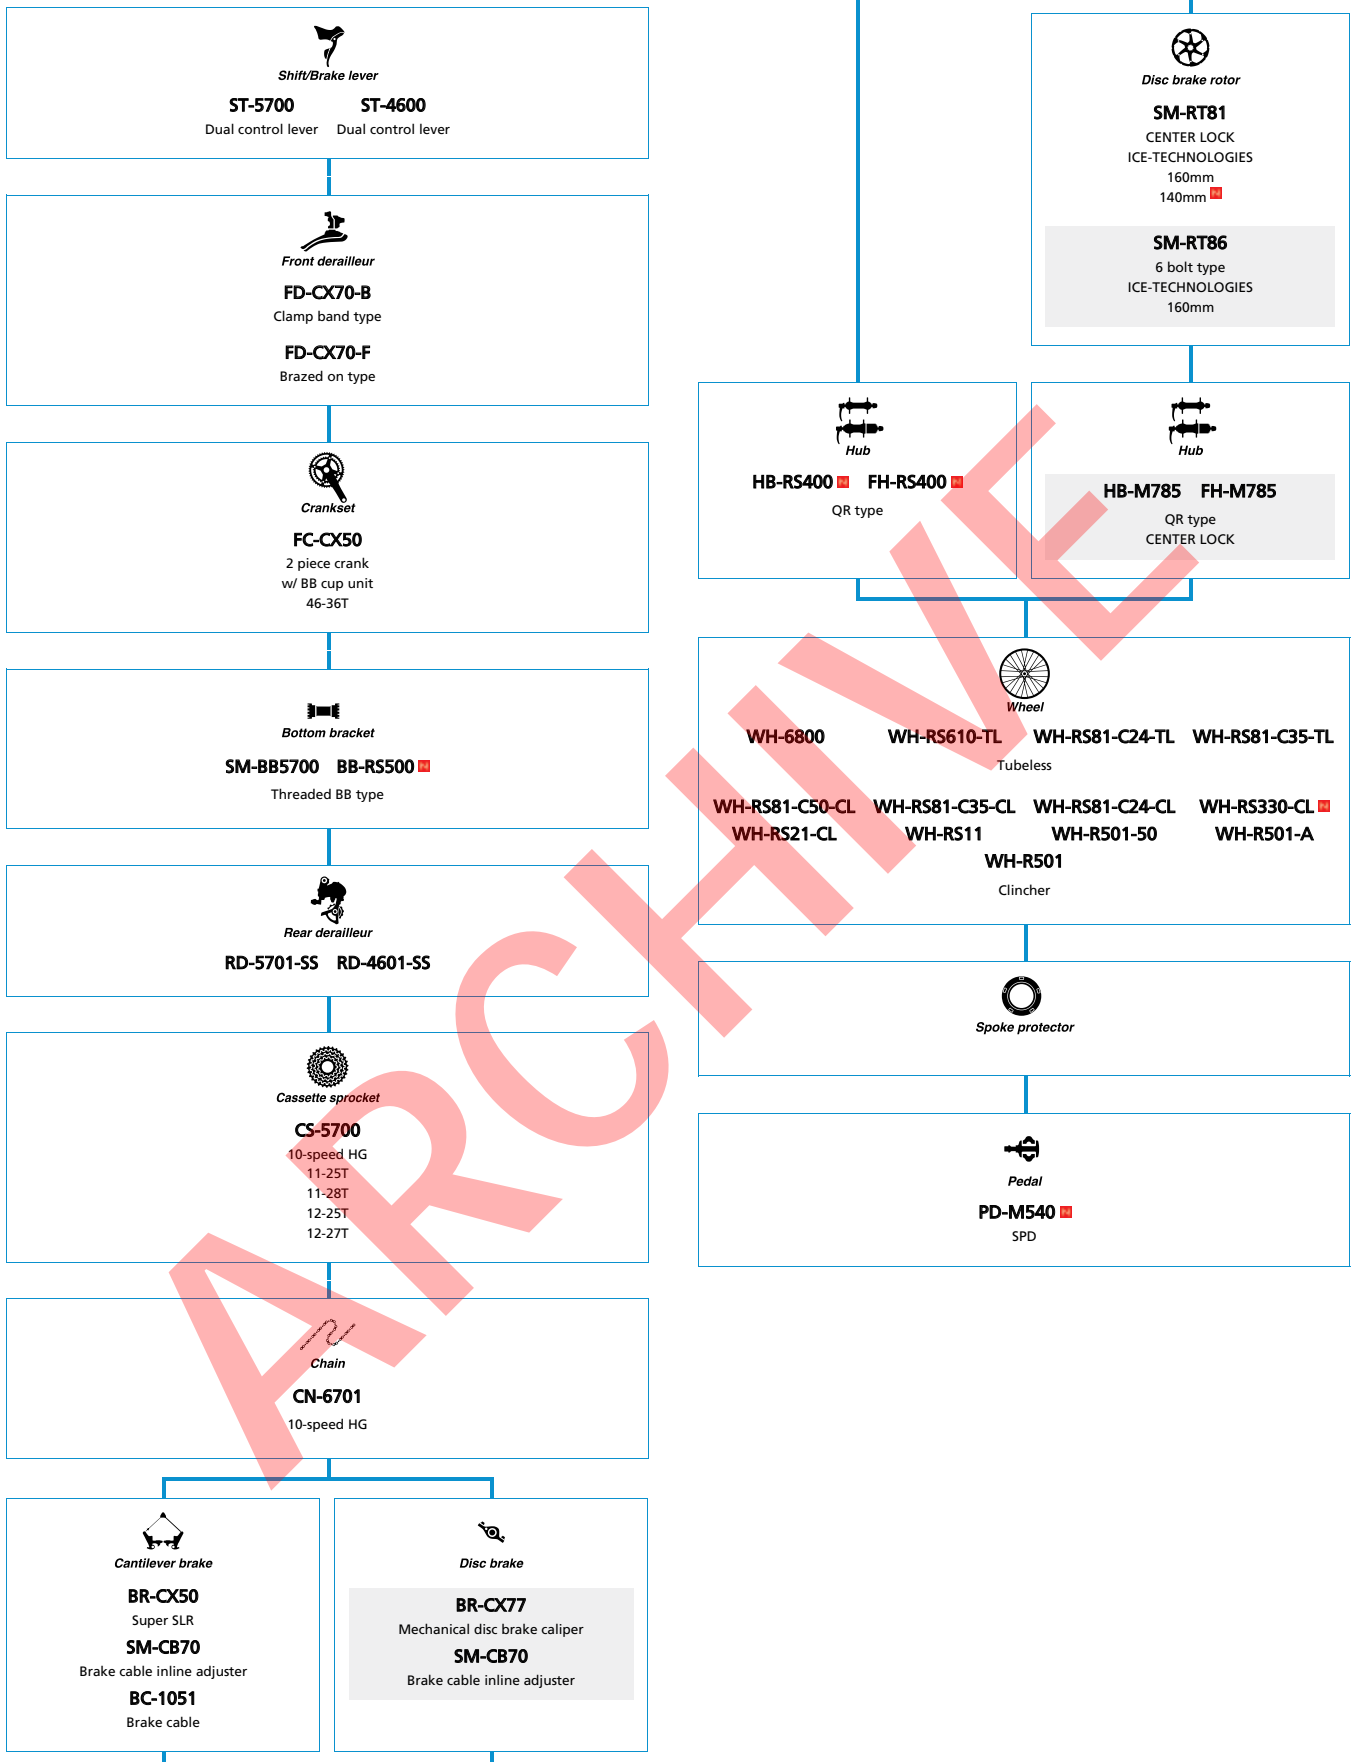 Shift/Brake lever
ST-5700 ST-4600
Dual control lever Dual control lever
Front derailleur
FD-CX70-B
Clamp band type
FD-CX70-F
Brazed on type
Crankset
FC-CX50
2 piece crank
w/ BB cup unit
46-36T
Bottom bracket
SM-BB5700 BB-RS500 N
Threaded BB type
Rear derailleur
RD-5701-SS RD-4601-SS
Cassette sprocket
CS-5700
10-speed HG
11-25T
11-28T
12-25T
12-27T
Chain
CN-6701
10-speed HG
Cantilever brake
BR-CX50
Super SLR
SM-CB70
Brake cable inline adjuster
BC-1051
Brake cable
Disc brake
BR-CX77
Mechanical disc brake caliper
SM-CB70
Brake cable inline adjuster
Disc brake rotor
SM-RT81
CENTER LOCK
ICE-TECHNOLOGIES
160mm
140mm N
SM-RT86
6 bolt type
ICE-TECHNOLOGIES
160mm
Hub
HB-RS400 N FH-RS400 N
QR type
Hub
HB-M785 FH-M785
QR type
CENTER LOCK
Wheel
WH-6800 WH-RS610-TL WH-RS81-C24-TL WH-RS81-C35-TL
Tubeless
WH-RS81-C50-CL WH-RS81-C35-CL WH-RS81-C24-CL WH-RS330-CL N
WH-RS21-CL WH-RS11 WH-R501-50 WH-R501-A
WH-R501
Clincher
Spoke protector
Pedal
PD-M540 N
SPD
ARCHIVE